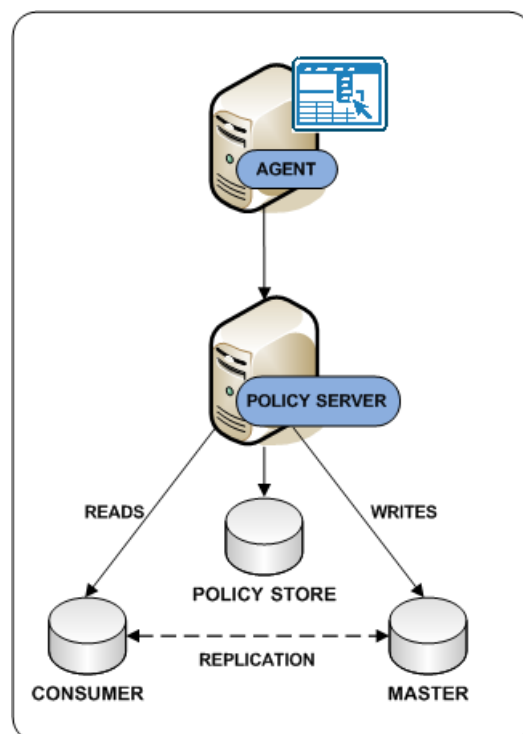 AGENT
POLICY SERVER
READS
WRITES
POLICY STORE
REPLICATION
CONSUMER
MASTER